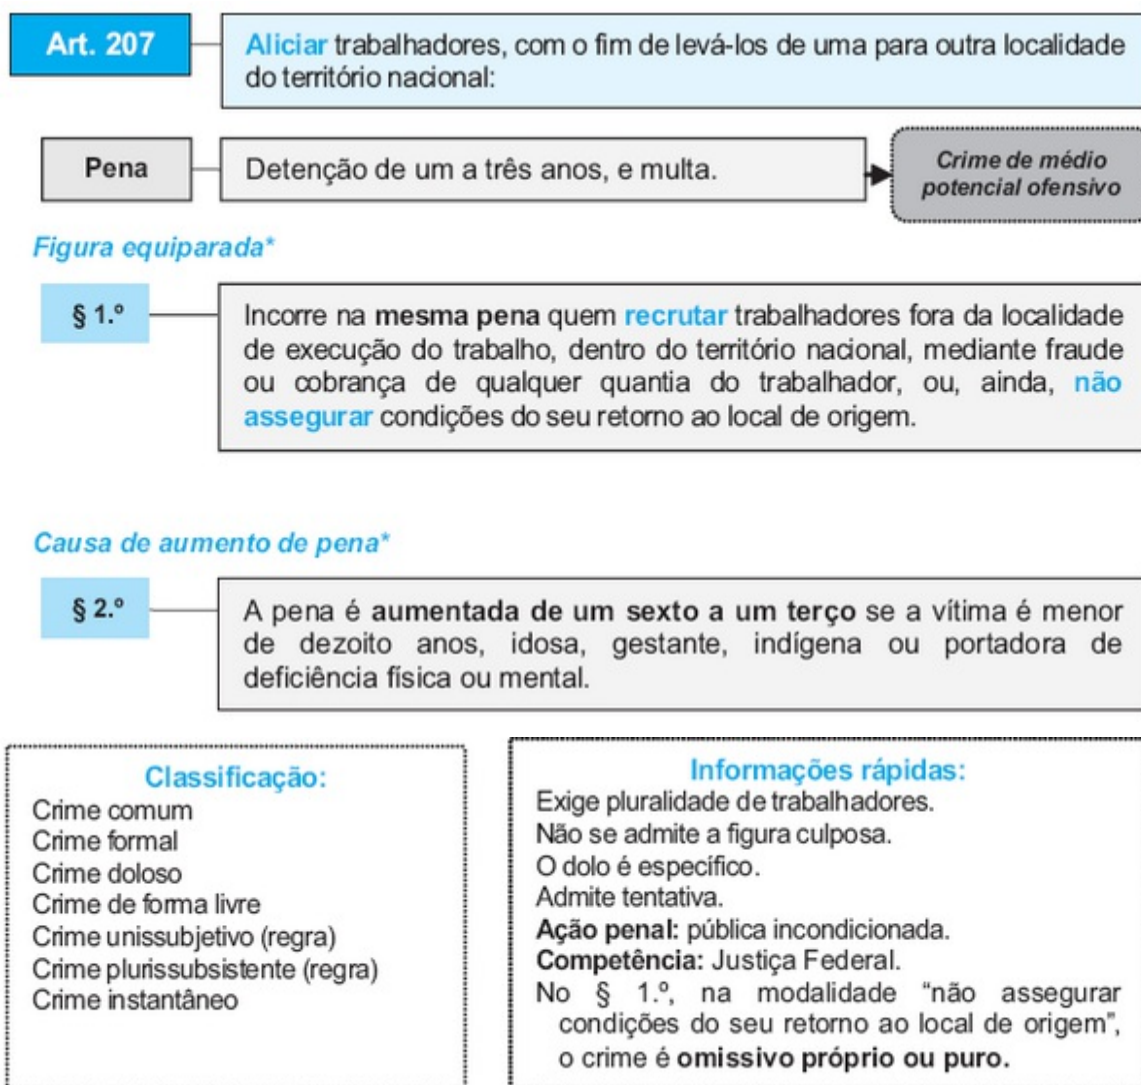 Art. 207
Aliciar trabalhadores, com o fim de levá-los de uma para outra localidade
do território nacional:
Pena
Detenção de um a três anos, e multa.
Crime de médio
potencial ofensivo
Figura equiparada*
§ 1.º
Incorre na mesma pena quem recrutar trabalhadores fora da localidade
de execução do trabalho, dentro do território nacional, mediante fraude
ou cobrança de qualquer quantia do trabalhador, ou, ainda, não
assegurar condições do seu retorno ao local de origem.
Causa de aumento de pena*
§ 2.º
A pena é aumentada de um sexto a um terço se a vítima é menor
de dezoito anos, idosa, gestante, indígena ou portadora de
deficiência física ou mental.
Classificação:
Crime comum
Crime formal
Crime doloso
Crime de forma livre
Crime unissubjetivo (regra)
Crime plurissubsistente (regra)
Crime instantâneo
Informações rápidas:
Exige pluralidade de trabalhadores.
Não se admite a figura culposa.
O dolo é específico.
Admite tentativa.
Ação penal: pública incondicionada.
Competência: Justiça Federal.
No § 1.º, na modalidade “não assegurar
condições do seu retorno ao local de origem”,
o crime é omissivo próprio ou puro.